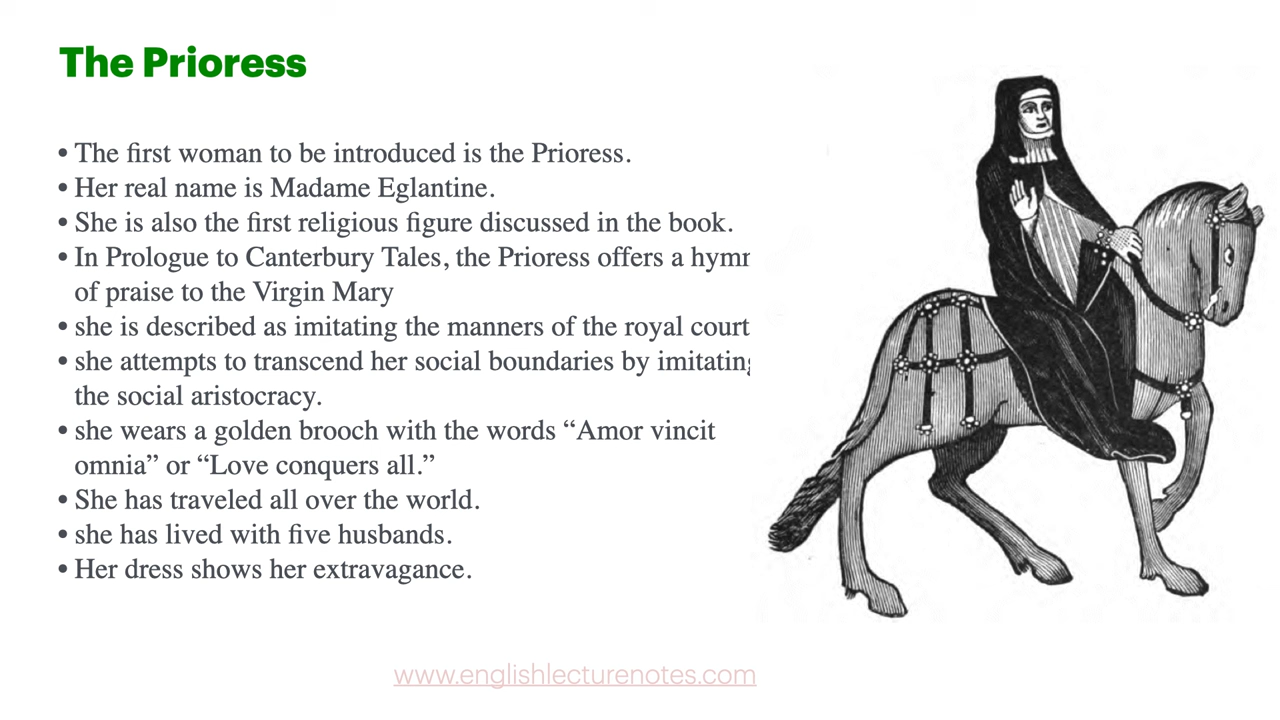 The Prioress
• The first woman to be introduced is the Prioress.
• Her real name is Madame Eglantine.
• She is also the first religious figure discussed in the book.
• In Prologue to Canterbury Tales, the Prioress offers a hymn
of praise to the Virgin Mary
• she is described as imitating the manners of the royal court
• she attempts to transcend her social boundaries by imitating
the social aristocracy.
• she wears a golden brooch with the words “Amor vincit
omnia” or “Love conquers all.”
• She has traveled all over the world.
• she has lived with five husbands.
• Her dress shows her extravagance.
www.englishlecturenotes.com